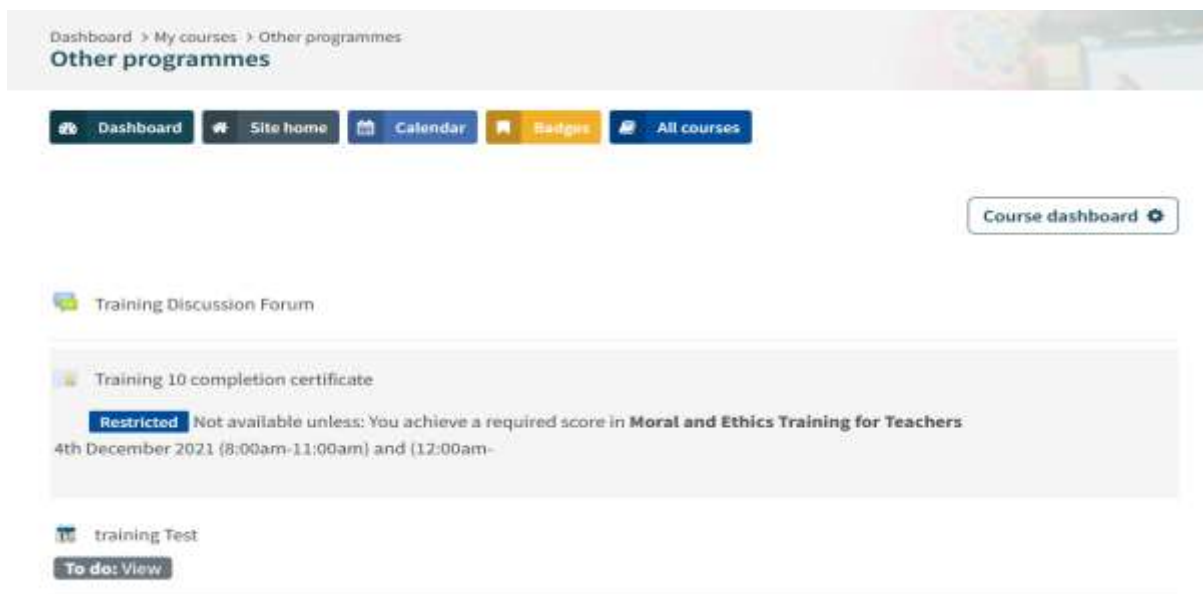 Dashboard > My courses > Other programmes
Other programmes
Dashboard Site home Calendar Badges All courses
Course dashboard
Training Discussion Forum
Training 10 completion certificate
Restricted Not available unless: You achieve a required score in Moral and Ethics Training for Teachers
4th December 2021 (8:00am-11:00am) and (12:00am-
training Test
To do: View